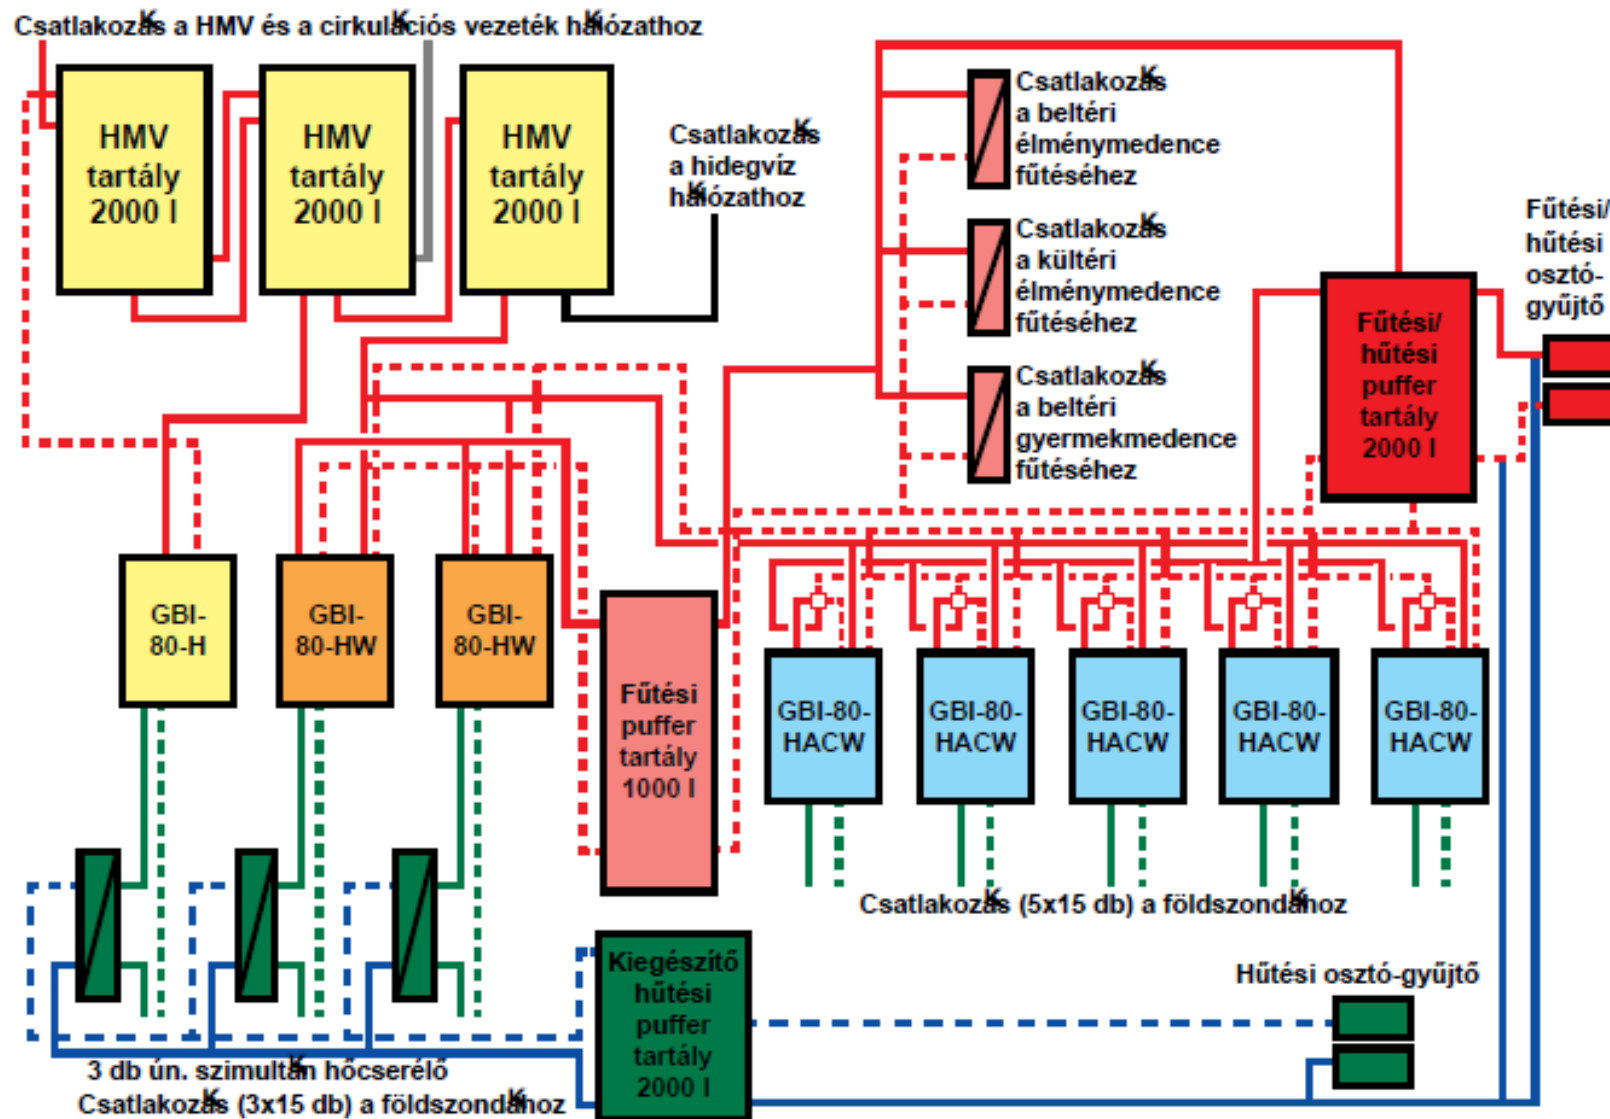 Csatlakozás a HMV és a cirkulációs vezeték hálózathoz
HMV
tartály
2000 l
HMV
tartály
2000 l
HMV
tartály
2000 l
Csatlakozás
a hidegvíz
hálózathoz
Csatlakozás
a beltéri
élménymedence
fűtéséhez
Csatlakozás
a kültéri
élménymedence
fűtéséhez
Csatlakozás
a beltéri
gyermekmedence
fűtéséhez
Fűtési/
hűtési
puffer
tartály
2000 l
Fűtési/
hűtési
osztó-
gyűjtő
GBI-
80-H
GBI-
80-HW
GBI-
80-HW
Fűtési
puffer
tartály
1000 l
GBI-80-
HACW
GBI-80-
HACW
GBI-80-
HACW
GBI-80-
HACW
GBI-80-
HACW
Csatlakozás (5x15 db) a földszondához
Kiegészítő
hűtési
puffer
tartály
2000 l
Hűtési osztó-gyűjtő
3 db ún. szimultán hőcserélő
Csatlakozás (3x15 db) a földszondához